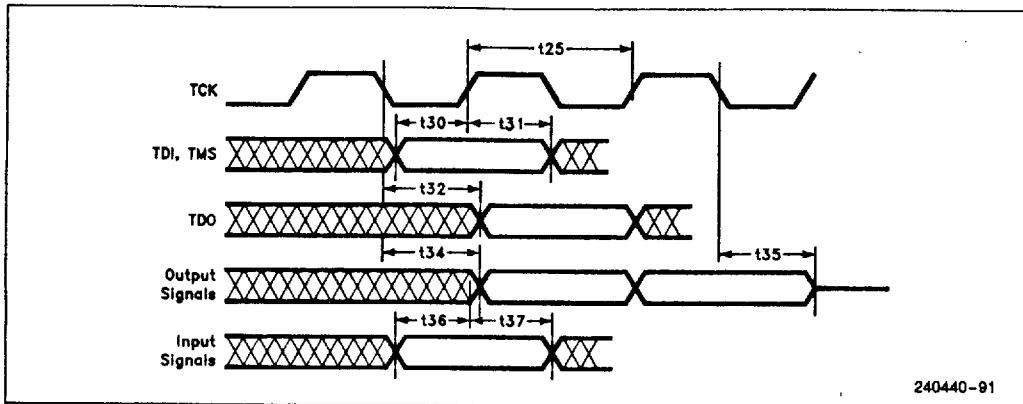 t25
TCK
t30 t31
TDI, TMS
t32
TDO
t34 t35
Output
Signals
t36 t37
Input
Signals
240440-91